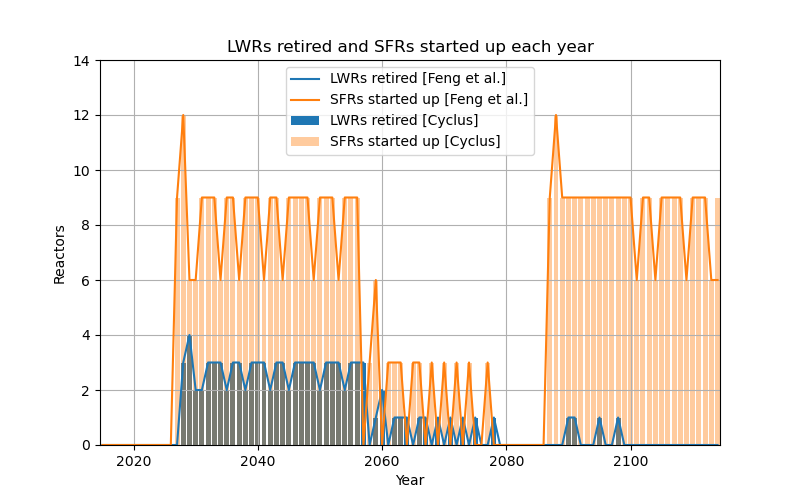 LWRs retired and SFRs started up each year
LWRs retired [Feng et al.]
SFRs started up [Feng et al.]
LWRs retired [Cyclus]
SFRs started up [Cyclus]
Reactors
14
12
10
8
6
4
2
0
2020
2040
2060
2080
2100
Year